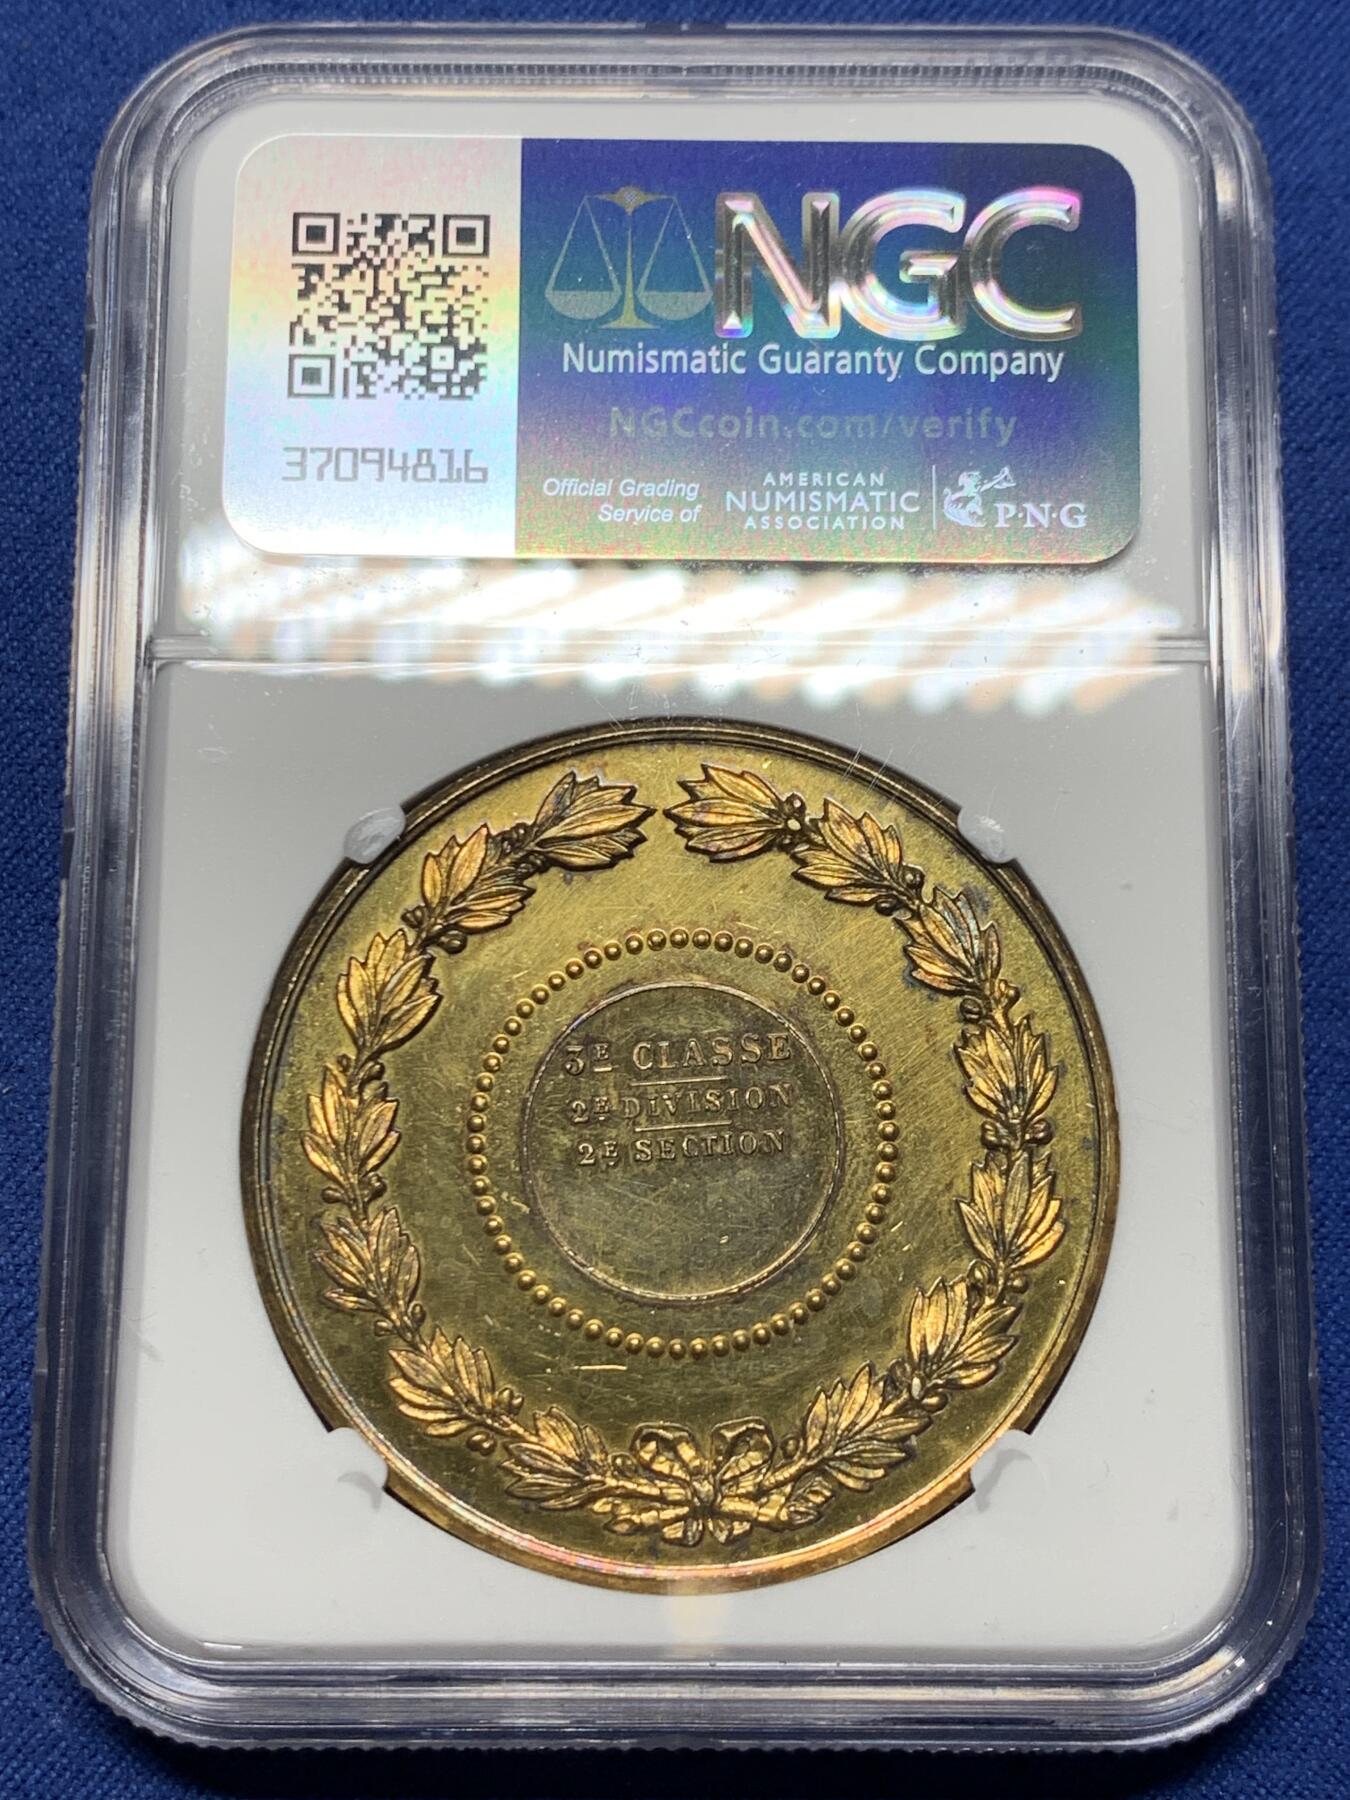 NGC
Numismatic Guaranty Company
NGCcoin.com/verify
37094816
Official Grading
Service of
AMERICAN
NUMISMATIC
ASSOCIATION
P·N·G
3E CLASSE
2E DIVISION
2E SECTION